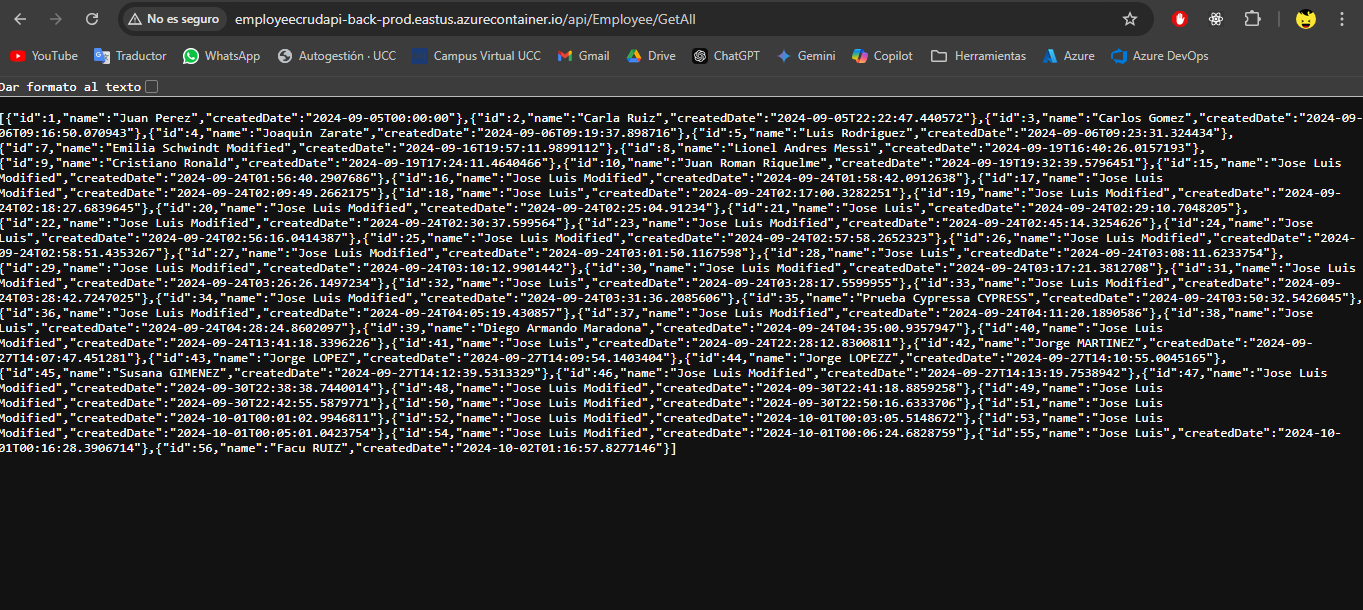 No es seguro employeecrudapi-back-prod.eastus.azurecontainer.io/api/Employee/GetAll
YouTube Traductor WhatsApp Autogestión · UCC Campus Virtual UCC Gmail Drive ChatGPT Gemini Copilot Herramientas Azure Azure DevOps
Dar formato al texto
[{"id":1,"name":"Juan Perez","createdDate":"2024-09-05T00:00:00"},{"id":2,"name":"Carla Ruiz","createdDate":"2024-09-05T22:22:47.440572"},{"id":3,"name":"Carlos Gomez","createdDate":"2024-09-
06T09:16:50.070943"},{"id":4,"name":"Joaquin Zarate","createdDate":"2024-09-06T09:19:37.898716"},{"id":5,"name":"Luis Rodriguez","createdDate":"2024-09-06T09:23:31.324434"},
{"id":7,"name":"Emilia Schwindt Modified","createdDate":"2024-09-16T19:57:11.9899112"},{"id":8,"name":"Lionel Andres Messi","createdDate":"2024-09-19T16:40:26.0157193"},
{"id":9,"name":"Cristiano Ronald","createdDate":"2024-09-19T17:24:11.4640466"},{"id":10,"name":"Juan Roman Riquelme","createdDate":"2024-09-19T19:32:39.5796451"},{"id":15,"name":"Jose Luis
Modified","createdDate":"2024-09-24T01:56:40.2907686"},{"id":16,"name":"Jose Luis Modified","createdDate":"2024-09-24T01:58:42.0912638"},{"id":17,"name":"Jose Luis
Modified","createdDate":"2024-09-24T02:09:49.2662175"},{"id":18,"name":"Jose Luis","createdDate":"2024-09-24T02:17:00.3282251"},{"id":19,"name":"Jose Luis Modified","createdDate":"2024-09-
24T02:18:27.6839645"},{"id":20,"name":"Jose Luis Modified","createdDate":"2024-09-24T02:25:04.91234"},{"id":21,"name":"Jose Luis","createdDate":"2024-09-24T02:29:10.7048205"},
{"id":22,"name":"Jose Luis Modified","createdDate":"2024-09-24T02:30:37.599564"},{"id":23,"name":"Jose Luis Modified","createdDate":"2024-09-24T02:45:14.3254626"},{"id":24,"name":"Jose
Luis","createdDate":"2024-09-24T02:56:16.0414387"},{"id":25,"name":"Jose Luis Modified","createdDate":"2024-09-24T02:57:58.2652323"},{"id":26,"name":"Jose Luis Modified","createdDate":"2024-
09-24T02:58:51.4353267"},{"id":27,"name":"Jose Luis Modified","createdDate":"2024-09-24T03:01:50.1167598"},{"id":28,"name":"Jose Luis","createdDate":"2024-09-24T03:08:11.6233754"},
{"id":29,"name":"Jose Luis Modified","createdDate":"2024-09-24T03:10:12.9901442"},{"id":30,"name":"Jose Luis Modified","createdDate":"2024-09-24T03:17:21.3812708"},{"id":31,"name":"Jose Luis
Modified","createdDate":"2024-09-24T03:26:26.1497234"},{"id":32,"name":"Jose Luis","createdDate":"2024-09-24T03:28:17.5599955"},{"id":33,"name":"Jose Luis Modified","createdDate":"2024-09-
24T03:28:42.7247025"},{"id":34,"name":"Jose Luis Modified","createdDate":"2024-09-24T03:31:36.2085606"},{"id":35,"name":"Prueba Cypressa CYPRESS","createdDate":"2024-09-24T03:50:32.5426045"},
{"id":36,"name":"Jose Luis Modified","createdDate":"2024-09-24T04:05:19.430857"},{"id":37,"name":"Jose Luis Modified","createdDate":"2024-09-24T04:11:20.1890586"},{"id":38,"name":"Jose
Luis","createdDate":"2024-09-24T04:28:24.8602097"},{"id":39,"name":"Diego Armando Maradona","createdDate":"2024-09-24T04:35:00.9357947"},{"id":40,"name":"Jose Luis
Modified","createdDate":"2024-09-24T13:41:18.3396226"},{"id":41,"name":"Jose Luis","createdDate":"2024-09-24T22:28:12.8300811"},{"id":42,"name":"Jorge MARTINEZ","createdDate":"2024-09-
27T14:07:47.451281"},{"id":43,"name":"Jorge LOPEZ","createdDate":"2024-09-27T14:09:54.1403404"},{"id":44,"name":"Jorge LOPEZZ","createdDate":"2024-09-27T14:10:55.0045165"},
{"id":45,"name":"Susana GIMENEZ","createdDate":"2024-09-27T14:12:39.5313329"},{"id":46,"name":"Jose Luis Modified","createdDate":"2024-09-27T14:13:19.7538942"},{"id":47,"name":"Jose Luis
Modified","createdDate":"2024-09-30T22:38:38.7440014"},{"id":48,"name":"Jose Luis Modified","createdDate":"2024-09-30T22:41:18.8859258"},{"id":49,"name":"Jose Luis
Modified","createdDate":"2024-09-30T22:42:55.5879771"},{"id":50,"name":"Jose Luis Modified","createdDate":"2024-09-30T22:50:16.6333706"},{"id":51,"name":"Jose Luis
Modified","createdDate":"2024-10-01T00:01:02.9946811"},{"id":52,"name":"Jose Luis Modified","createdDate":"2024-10-01T00:03:05.5148672"},{"id":53,"name":"Jose Luis
Modified","createdDate":"2024-10-01T00:05:01.0423754"},{"id":54,"name":"Jose Luis Modified","createdDate":"2024-10-01T00:06:24.6828759"},{"id":55,"name":"Jose Luis","createdDate":"2024-10-
01T00:16:28.3906714"},{"id":56,"name":"Facu RUIZ","createdDate":"2024-10-02T01:16:57.8277146"}]